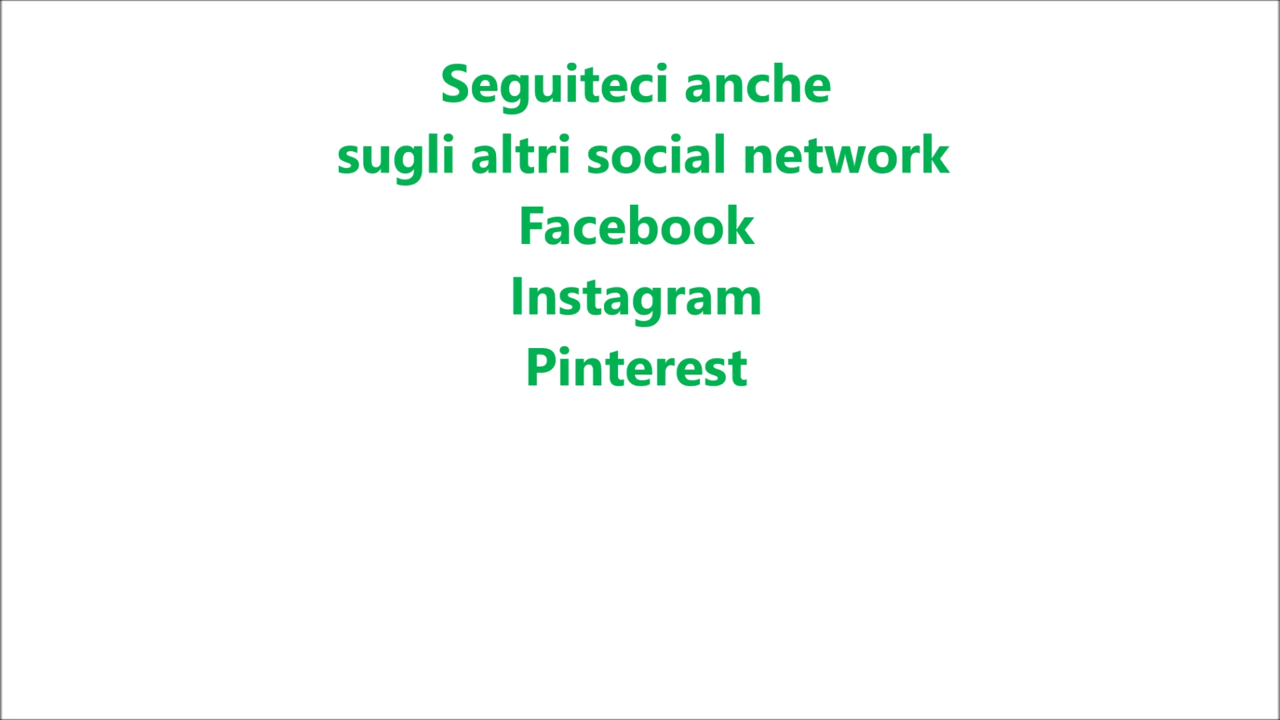 Seguiteci anche
sugli altri social network
Facebook
Instagram
Pinterest